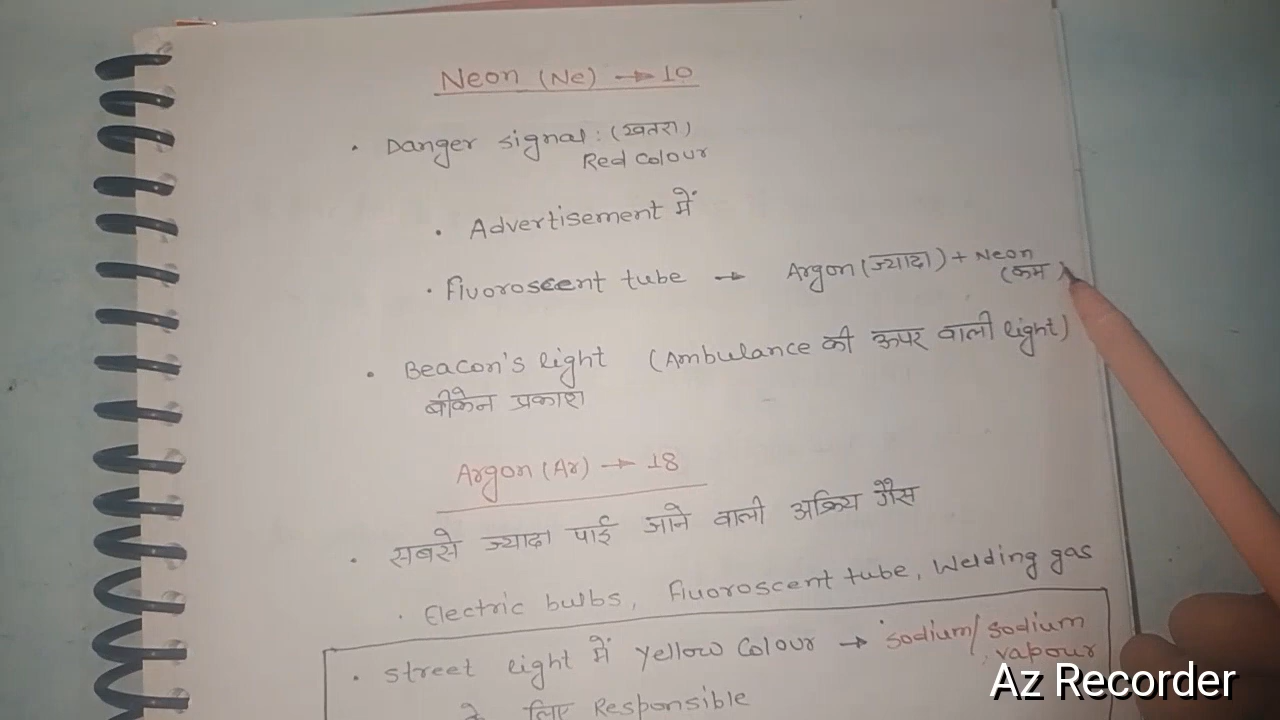 Neon (Ne) → 10
• Danger signal : (खतरा)
Red Colour
• Advertisement में
• Fluoroscent tube → Argon (ज्यादा) + Neon
(कम)
• Beacon's light (Ambulance की ऊपर वाली light)
बीकेन प्रकाश
Argon (Ar) → 18
• सबसे ज्यादा पाई जाने वाली अक्रिय गैस
• Electric bulbs, Fluoroscent tube, Welding gas
• street light में yellow Colour → sodium/sodium
vapour
के लिए Responsible
Az Recorder